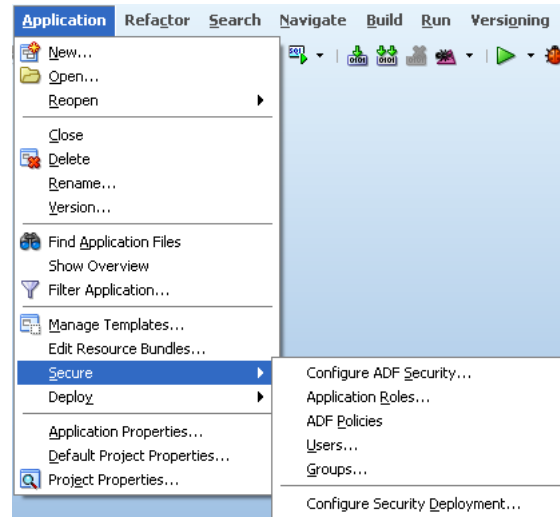 Application Refactor Search Navigate Build Run Versioning
New...
Open...
Reopen
Close
Delete
Rename...
Version...
Find Application Files
Show Overview
Filter Application...
Manage Templates...
Edit Resource Bundles...
Secure
Configure ADF Security...
Deploy
Application Roles...
ADF Policies
Application Properties...
Users...
Default Project Properties...
Groups...
Project Properties...
Configure Security Deployment...